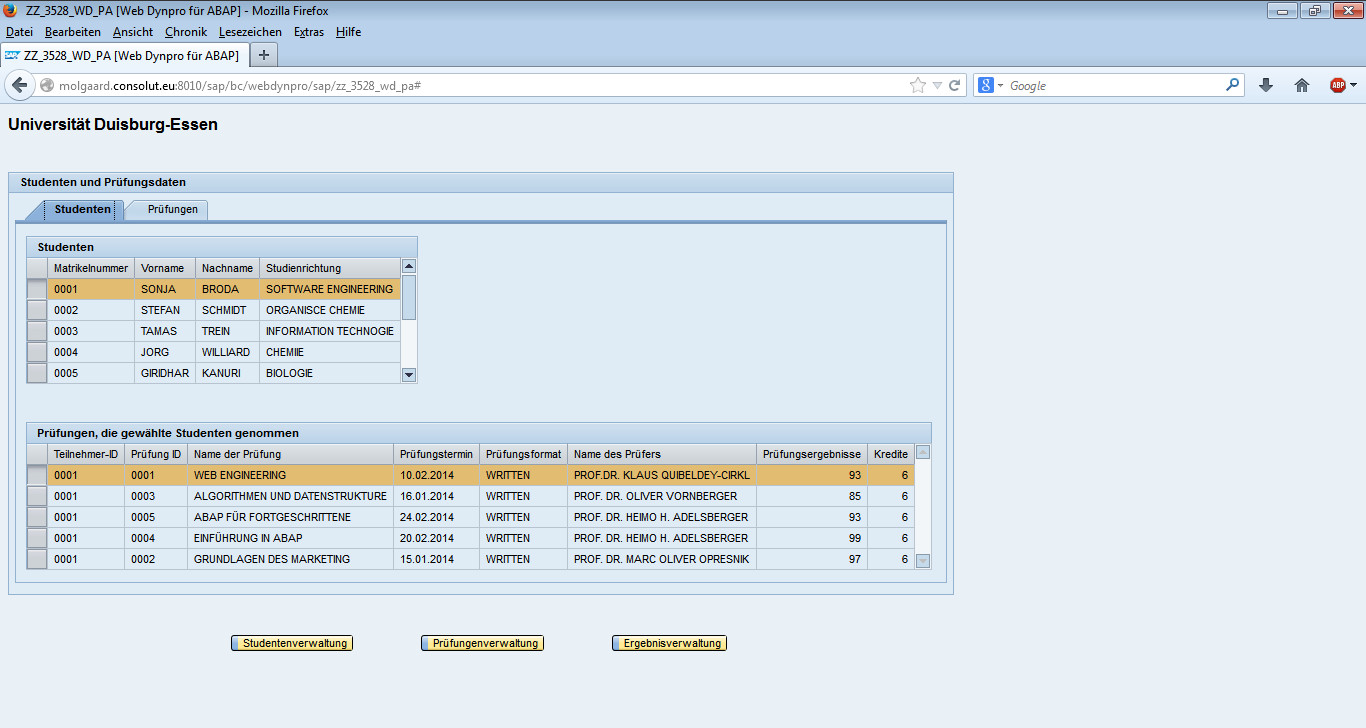 ZZ_3528_WD_PA [Web Dynpro für ABAP] - Mozilla Firefox
Datei Bearbeiten Ansicht Chronik Lesezeichen Extras Hilfe
SAP ZZ_3528_WD_PA [Web Dynpro für ABAP] +
molgaard.consolut.eu:8010/sap/bc/webdynpro/sap/zz_3528_wd_pa# 8 Google ABP
Universität Duisburg-Essen
Studenten und Prüfungsdaten
Studenten Prüfungen
Studenten
Matrikelnummer Vorname Nachname Studienrichtung
0001 SONJA BRODA SOFTWARE ENGINEERING
0002 STEFAN SCHMIDT ORGANISCE CHEMIE
0003 TAMAS TREIN INFORMATION TECHNOGIE
0004 JORG WILLIARD CHEMIIE
0005 GIRIDHAR KANURI BIOLOGIE
Prüfungen, die gewählte Studenten genommen
Teilnehmer-ID Prüfung ID Name der Prüfung Prüfungstermin Prüfungsformat Name des Prüfers Prüfungsergebnisse Kredite
0001 0001 WEB ENGINEERING 10.02.2014 WRITTEN PROF.DR. KLAUS QUIBELDEY-CIRKL 93 6
0001 0003 ALGORITHMEN UND DATENSTRUKTURE 16.01.2014 WRITTEN PROF. DR. OLIVER VORNBERGER 85 6
0001 0005 ABAP FÜR FORTGESCHRITTENE 24.02.2014 WRITTEN PROF. DR. HEIMO H. ADELSBERGER 93 6
0001 0004 EINFÜHRUNG IN ABAP 20.02.2014 WRITTEN PROF. DR. HEIMO H. ADELSBERGER 99 6
0001 0002 GRUNDLAGEN DES MARKETING 15.01.2014 WRITTEN PROF. DR. MARC OLIVER OPRESNIK 97 6
Studentenverwaltung Prüfungenverwaltung Ergebnisverwaltung